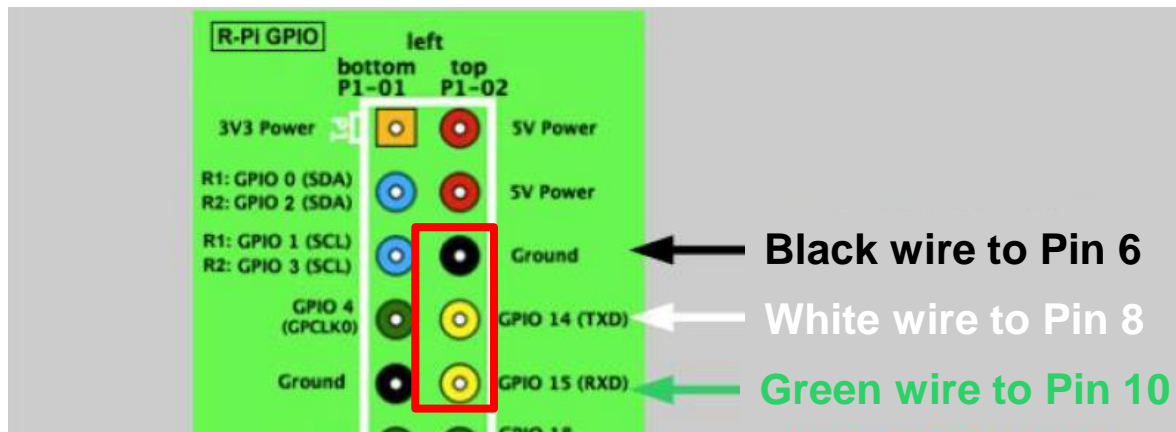 R-Pi GPIO
left
bottom top
P1-01 P1-02
3V3 Power
5V Power
R1: GPIO 0 (SDA)
R2: GPIO 2 (SDA)
5V Power
R1: GPIO 1 (SCL)
R2: GPIO 3 (SCL)
Ground
Black wire to Pin 6
GPIO 4
(GPCLK0)
GPIO 14 (TXD)
White wire to Pin 8
Ground
GPIO 15 (RXD)
Green wire to Pin 10